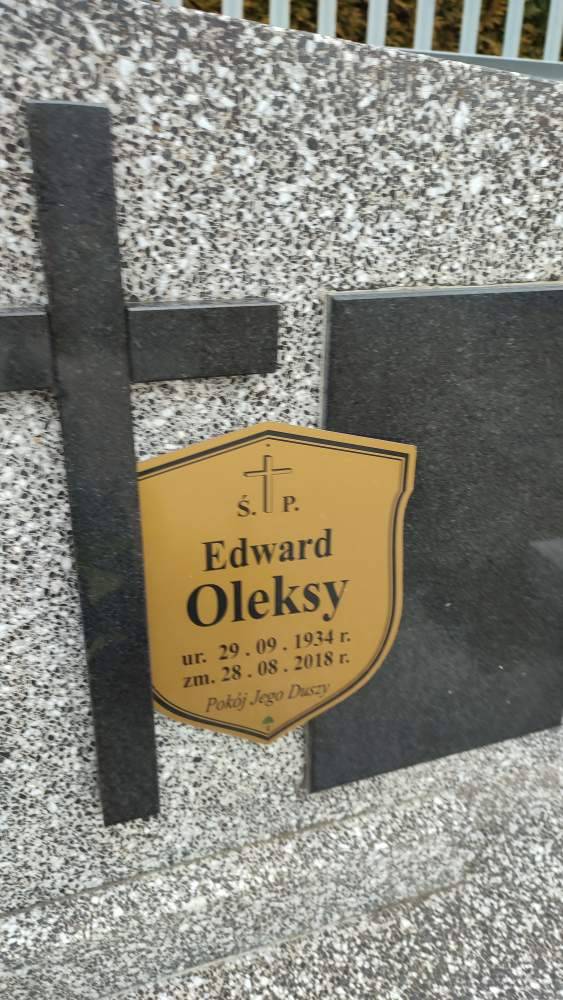 Ś. P.
Edward
Oleksy
ur. 29.09.1934 r.
zm. 28.08.2018 r.
Pokój Jego Duszy